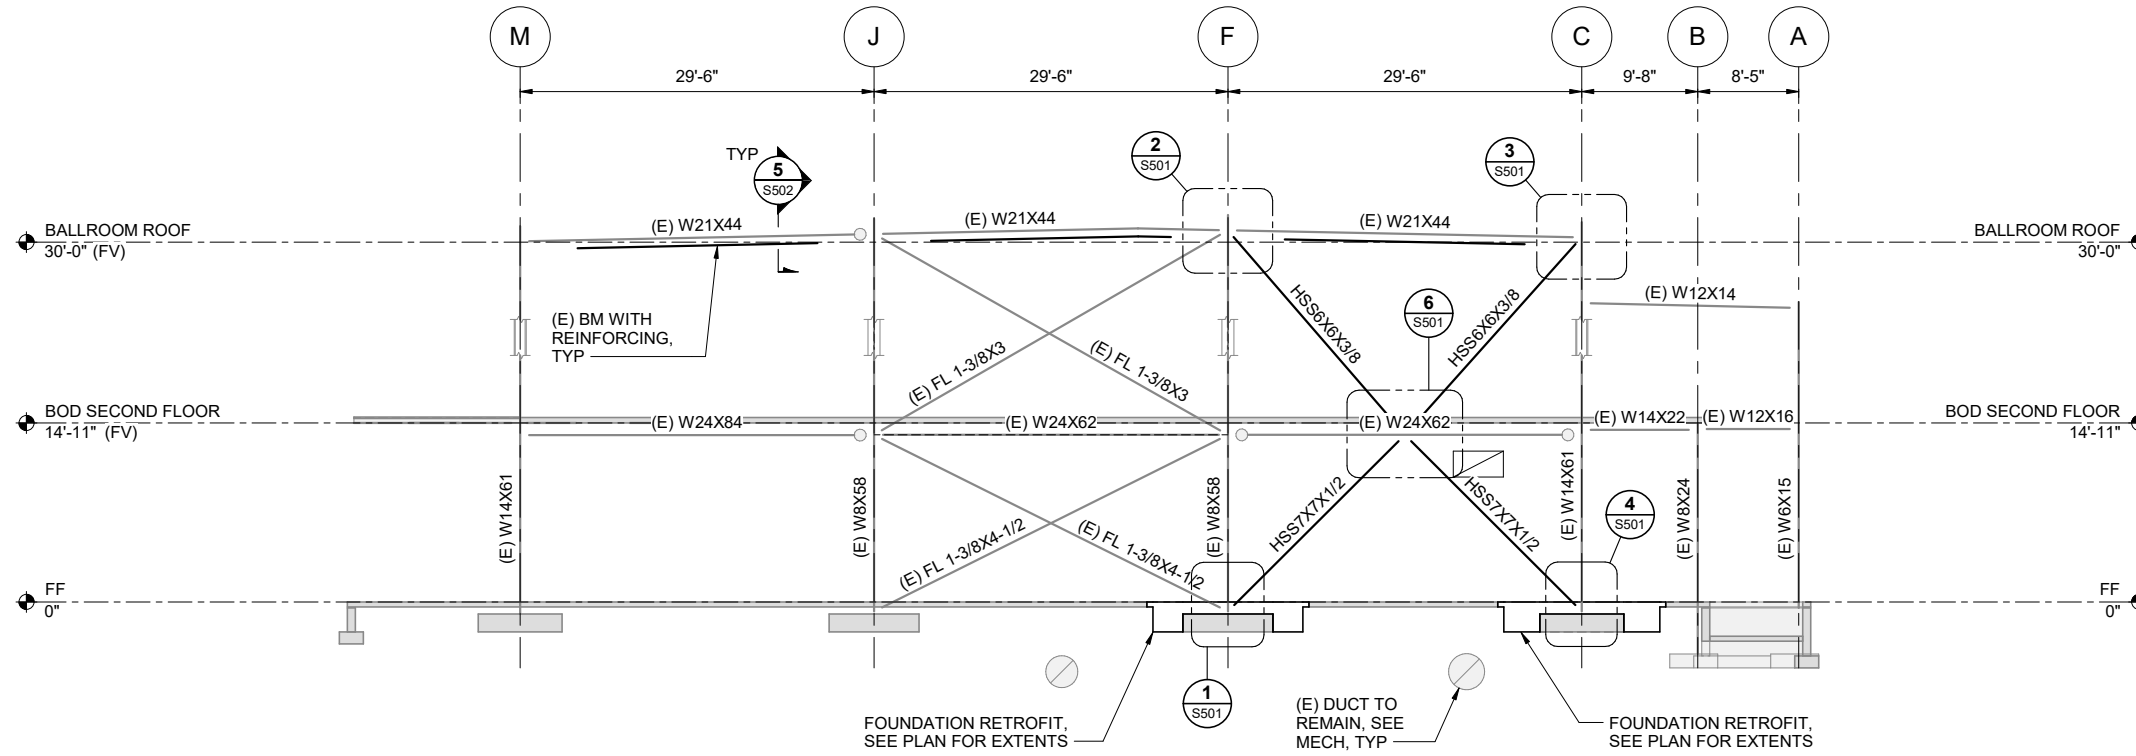 M
J
F
C
B
A
29'-6"
29'-6"
29'-6"
9'-8"
8'-5"
TYP
5
S502
2
S501
3
S501
BALLROOM ROOF
30'-0" (FV)
(E) W21X44
(E) W21X44
(E) W21X44
BALLROOM ROOF
30'-0"
(E) BM WITH
REINFORCING,
TYP
(E) FL 1-3/8X3
(E) FL 1-3/8X3
HSS6X6X3/8
HSS6X6X3/8
6
S501
(E) W12X14
BOD SECOND FLOOR
14'-11" (FV)
(E) W24X84
(E) W24X62
(E) W24X62
(E) W14X22
(E) W12X16
BOD SECOND FLOOR
14'-11"
(E) W14X61
(E) W8X58
(E) FL 1-3/8X4-1/2
(E) FL 1-3/8X4-1/2
(E) W8X58
HSS7X7X1/2
HSS7X7X1/2
(E) W14X61
4
S501
(E) W8X24
(E) W6X15
FF
0"
FF
0"
FOUNDATION RETROFIT,
SEE PLAN FOR EXTENTS
1
S501
(E) DUCT TO
REMAIN, SEE
MECH, TYP
FOUNDATION RETROFIT,
SEE PLAN FOR EXTENTS